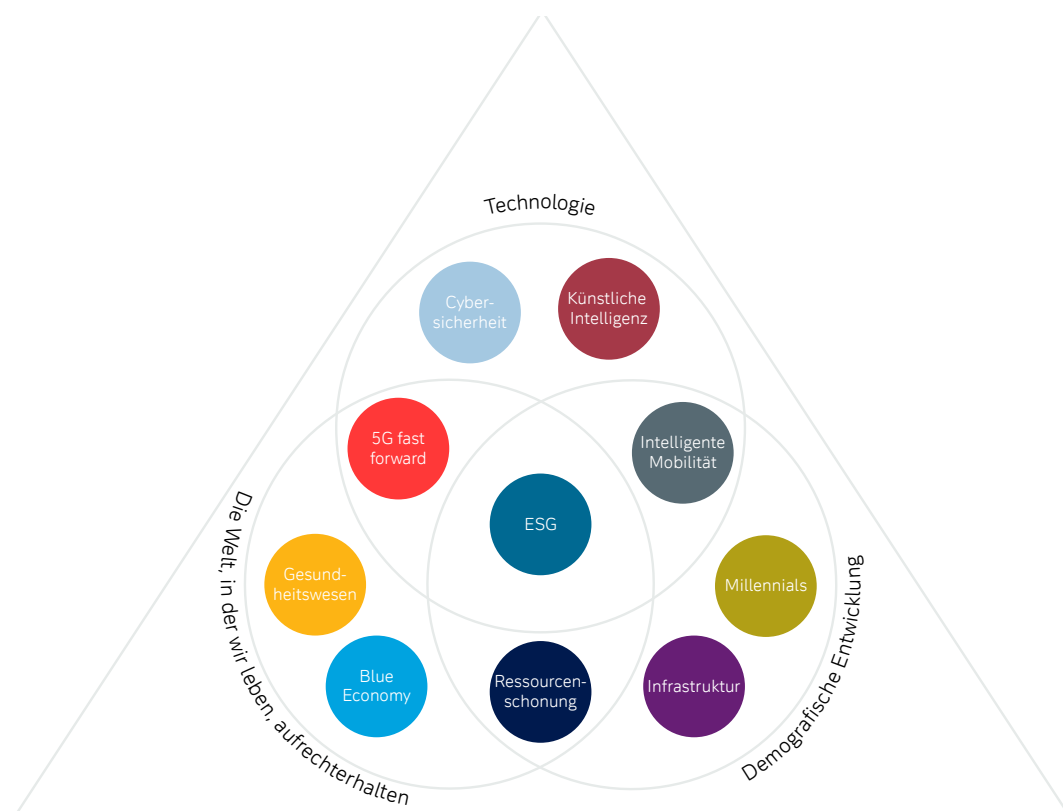 Technologie
Cyber-
sicherheit
Künstliche
Intelligenz
5G fast
forward
Intelligente
Mobilität
ESG
Die Welt, in der wir leben, aufrechterhalten
Gesund-
heitswesen
Millennials
Demografische Entwicklung
Blue
Economy
Ressourcen-
schonung
Infrastruktur